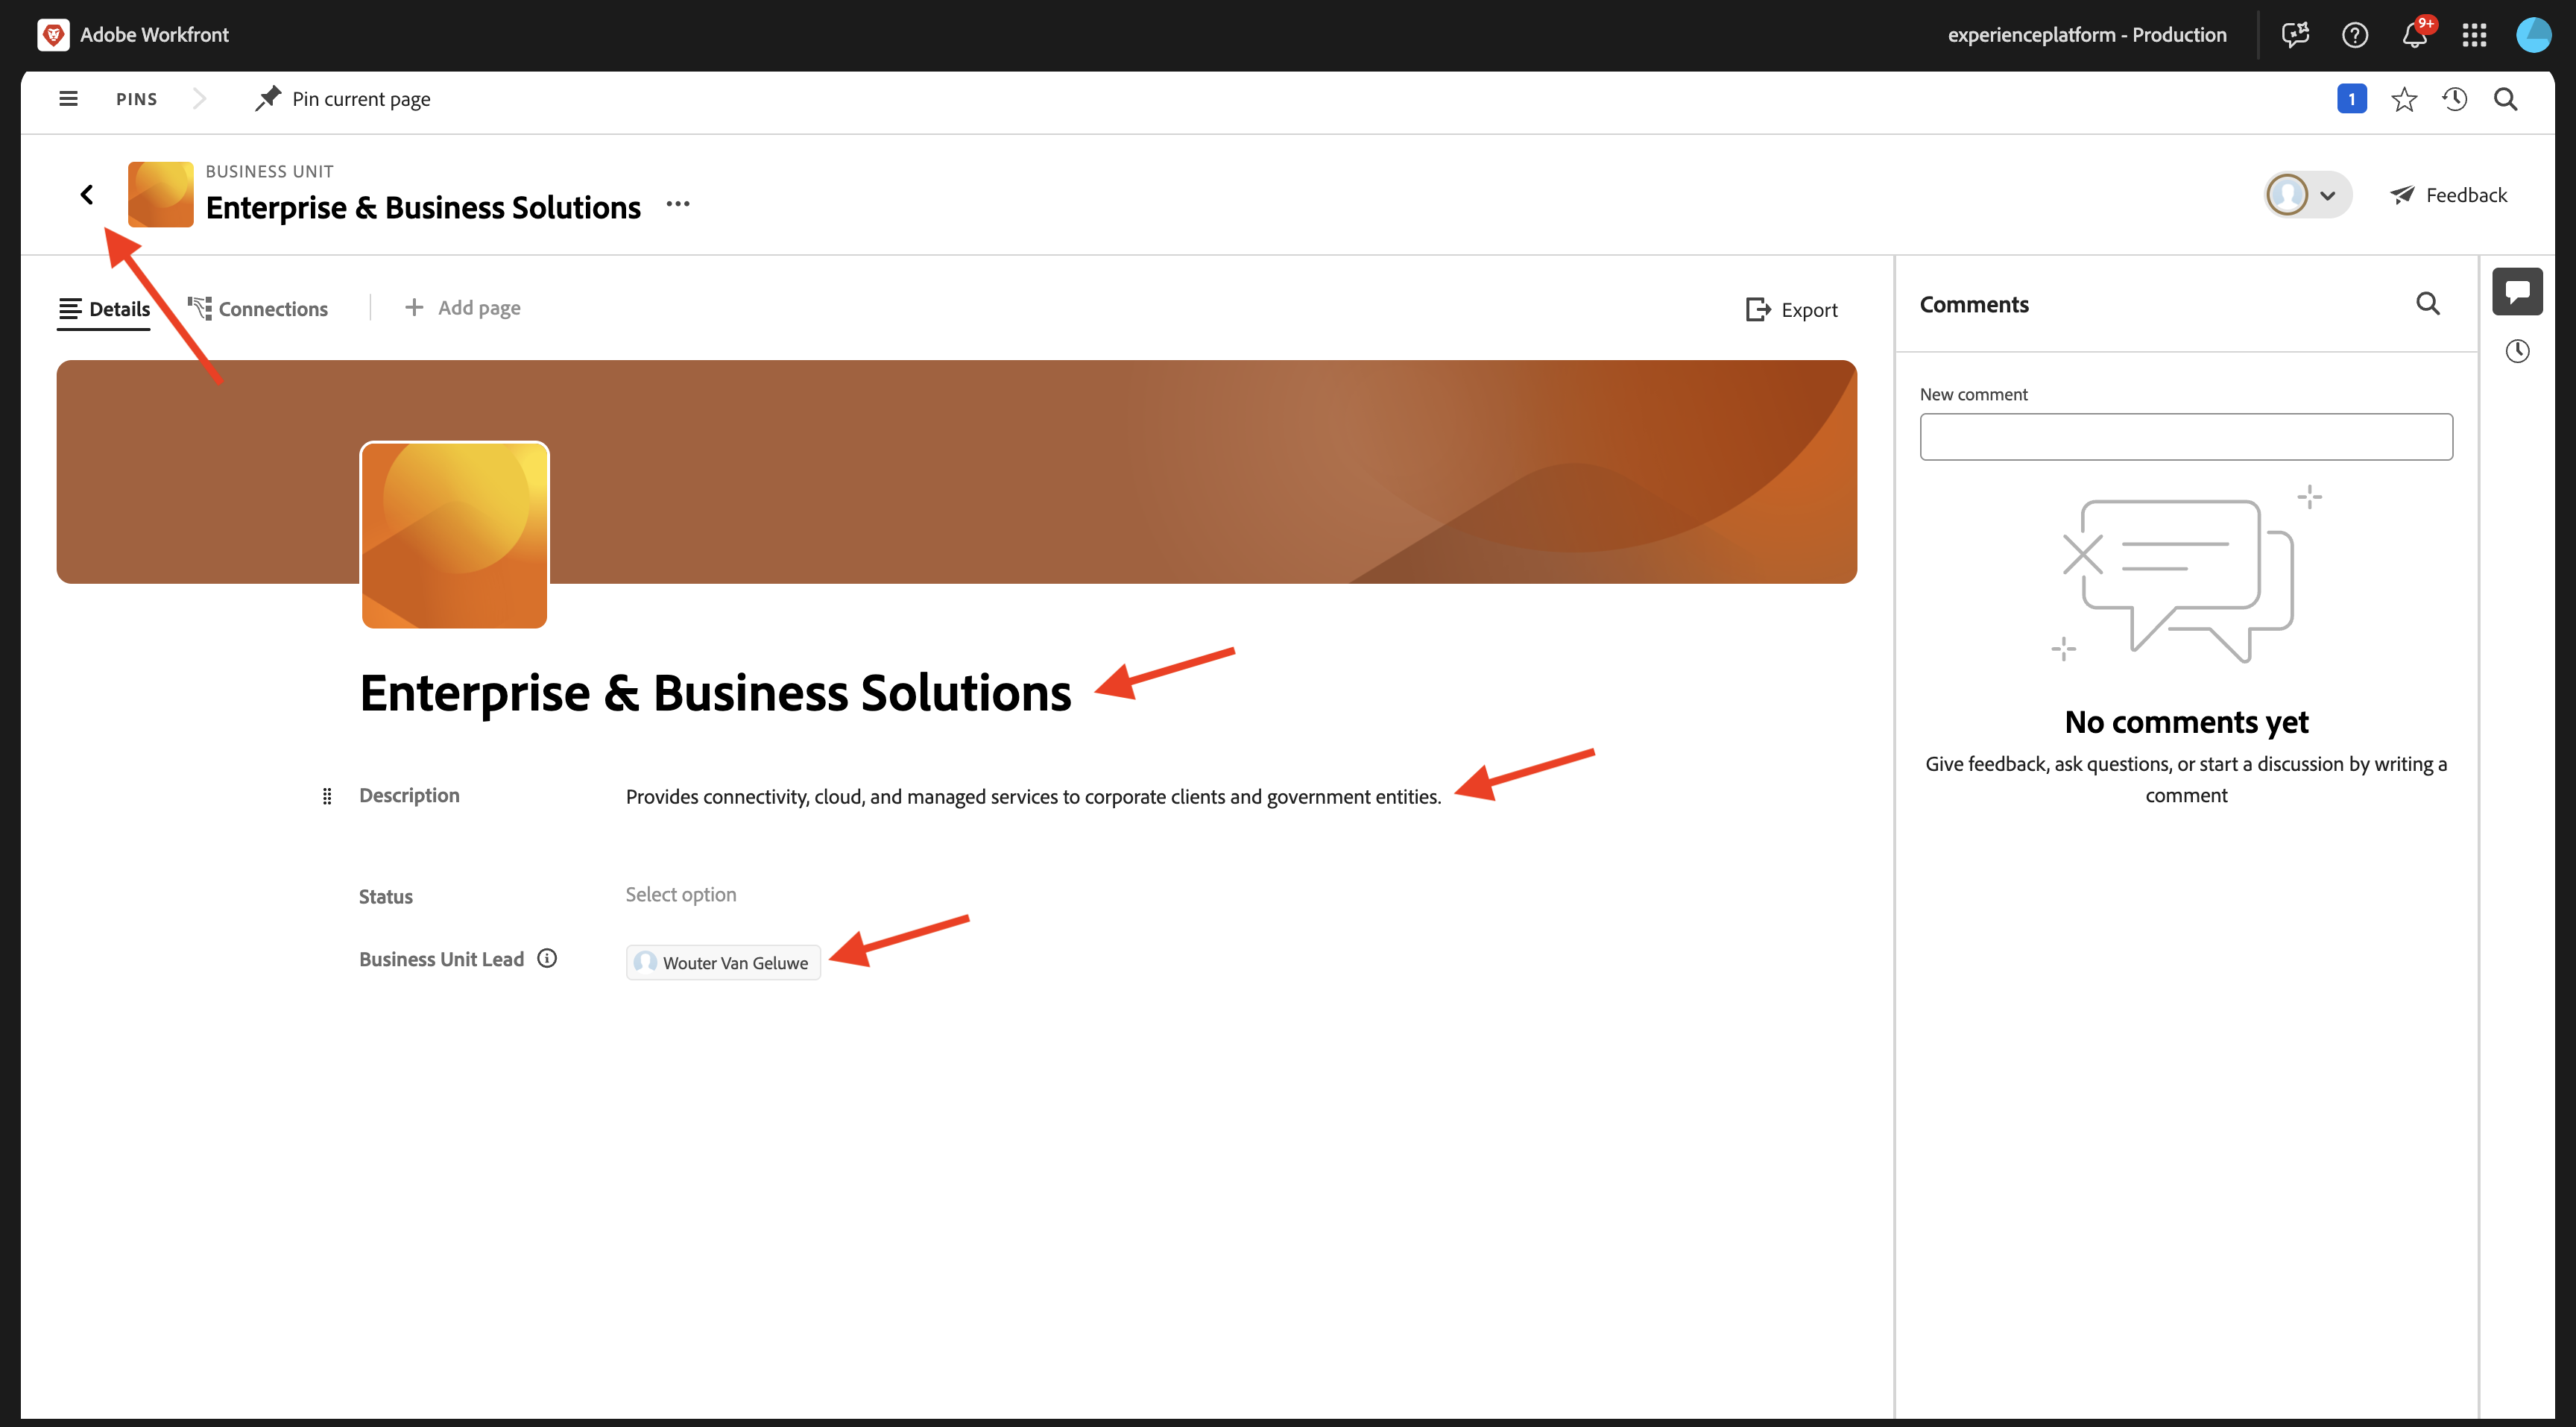 Adobe Workfront
experienceplatform - Production
9+
PINS
Pin current page
1
BUSINESS UNIT
Enterprise & Business Solutions
Feedback
Details
Connections
Add page
Export
Comments
New comment
Enterprise & Business Solutions
Description
Provides connectivity, cloud, and managed services to corporate clients and government entities.
Status
Select option
Business Unit Lead
Wouter Van Geluwe
No comments yet
Give feedback, ask questions, or start a discussion by writing a
comment